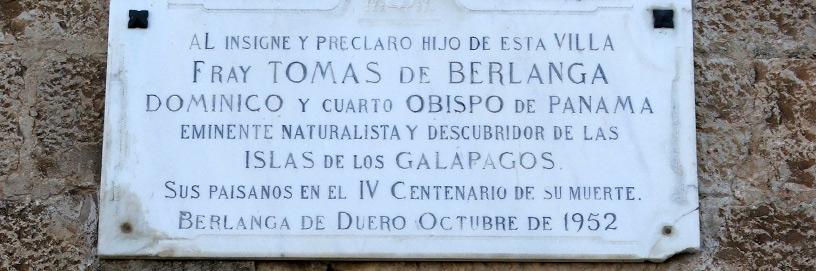 AL INSIGNE Y PRECLARO HIJO DE ESTA VILLA
FRAY TOMAS DE BERLANGA
DOMINICO Y CUARTO OBISPO DE PANAMA
EMINENTE NATURALISTA Y DESCUBRIDOR DE LAS
ISLAS DE LOS GALAPAGOS.
SUS PAISANOS EN EL IV CENTENARIO DE SU MUERTE.
BERLANGA DE DUERO OCTUBRE DE 1952